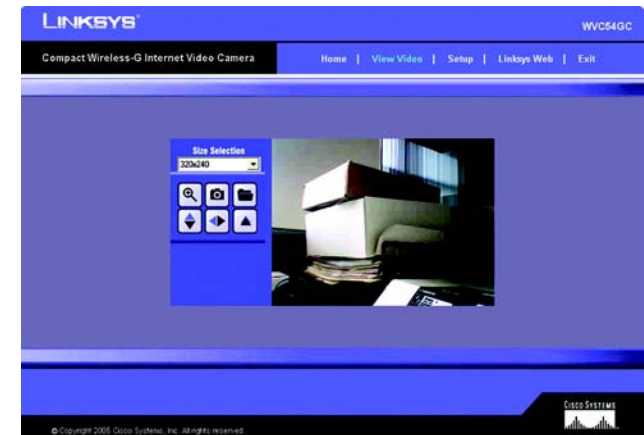 LINKSYS®
WVC54GC
Compact Wireless-G Internet Video Camera
Home | View Video | Setup | Linksys Web | Exit
Size Selection
320x240
CISCO SYSTEMS
© Copyright 2005 Cisco Systems, Inc. All rights reserved.